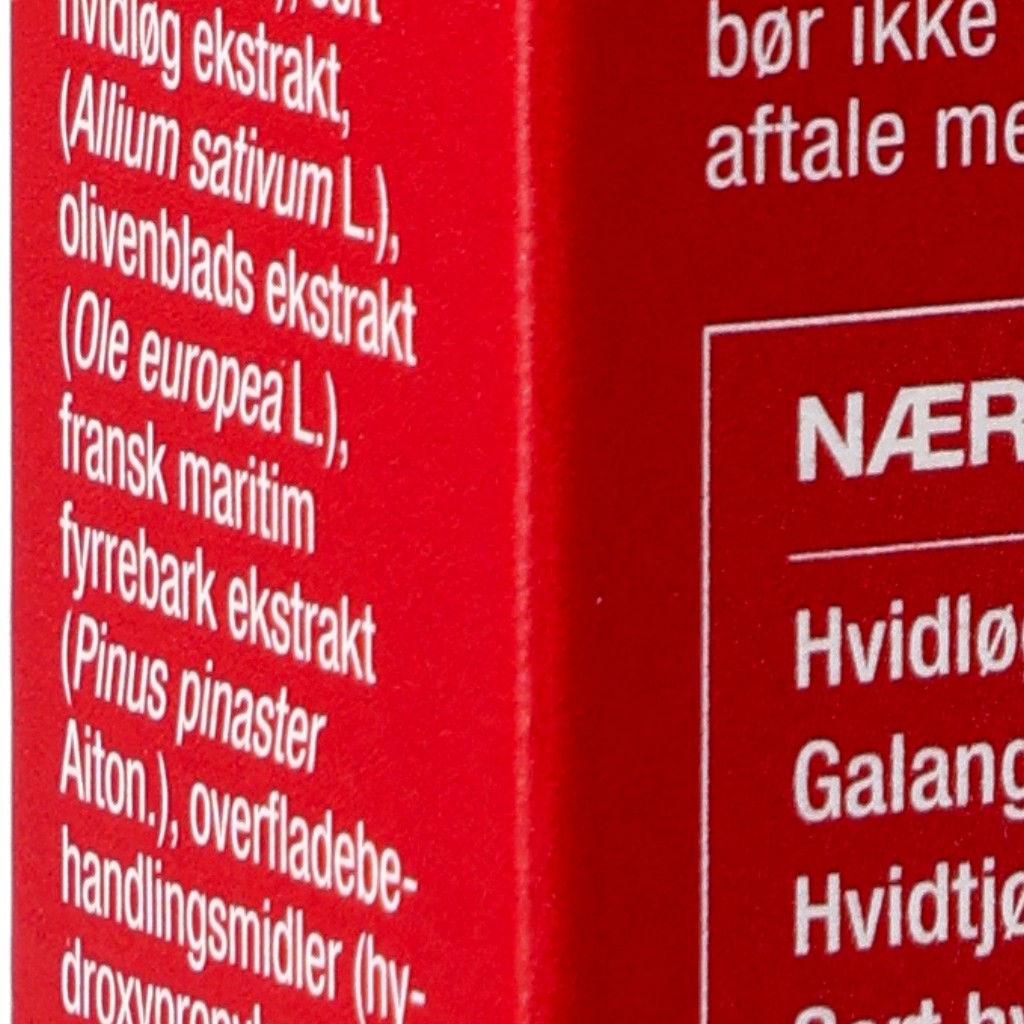 hvidløg ekstrakt,
(Allium sativum L.),
olivenblads ekstrakt
(Ole europea L.),
fransk maritim
fyrrebark ekstrakt
(Pinus pinaster
Aiton.), overfladebe-
handlingsmidler (hy-
bør ikke
aftale me
NÆR
Hvidlø
Galang
Hvidtjø